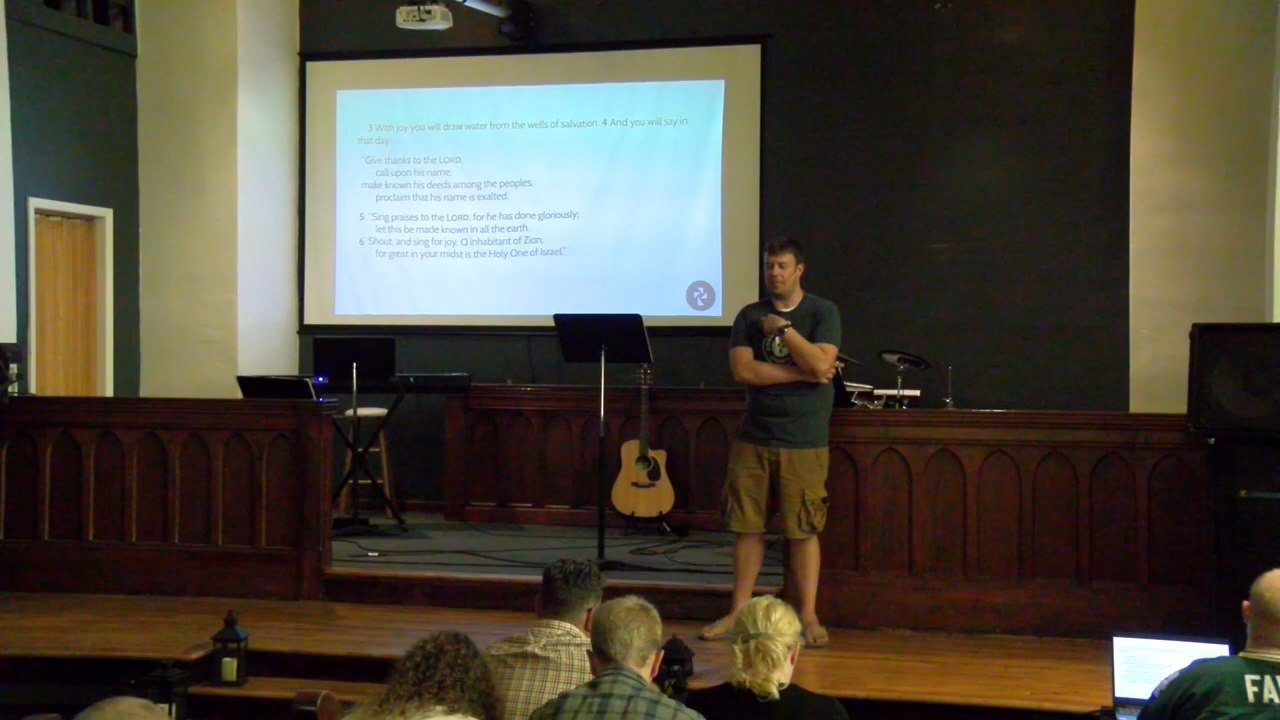 3 With joy you will draw water from the wells of salvation. 4 And you will say in
that day:
"Give thanks to the LORD,
call upon his name,
make known his deeds among the peoples,
proclaim that his name is exalted.
5 "Sing praises to the LORD, for he has done gloriously;
let this be made known in all the earth.
6 Shout, and sing for joy, O inhabitant of Zion,
for great in your midst is the Holy One of Israel."
FA